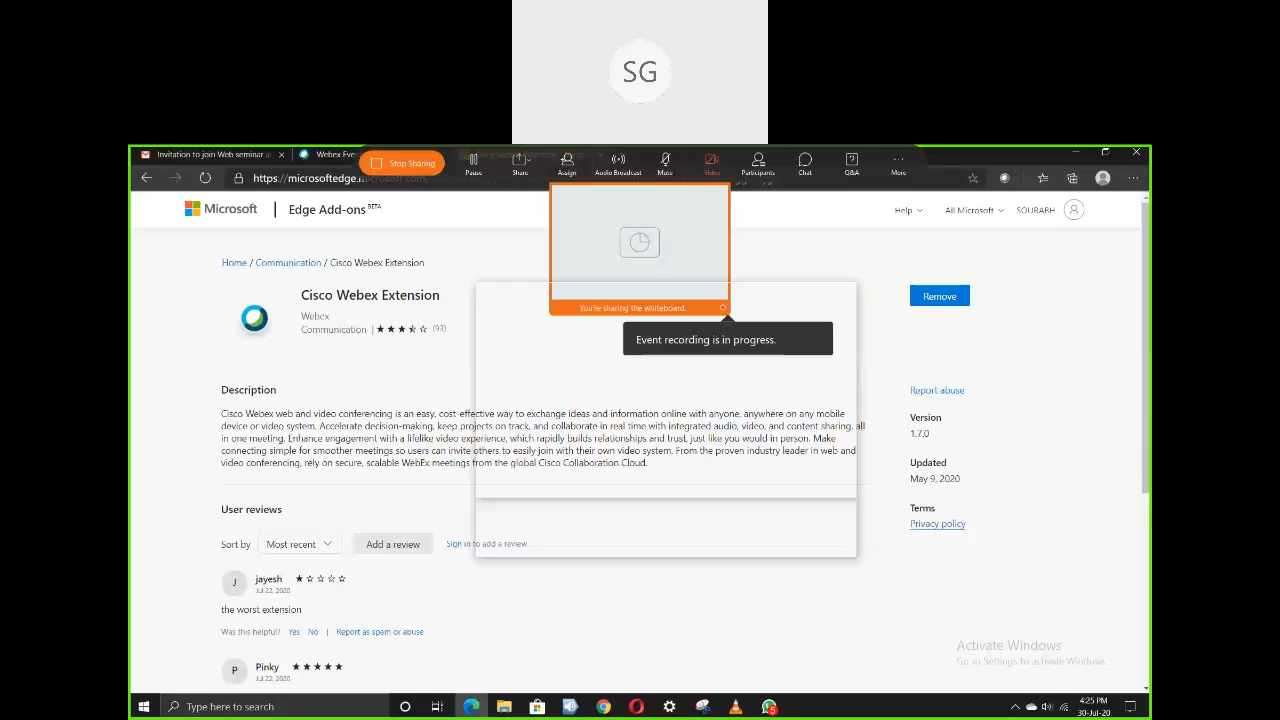 SG
Invitation to join Web seminar a
Webex Eve
Stop Sharing
Pause
Share
Assign
Audio Broadcast
Mute
Video
Participants
Chat
Q&A
More
https://microsoftedge.m
Microsoft
Edge Add-ons BETA
Help
All Microsoft
SOURABH
Home / Communication / Cisco Webex Extension
Cisco Webex Extension
Webex
Communication | (93)
Remove
You're sharing the whiteboard.
Event recording is in progress.
Description
Cisco Webex web and video conferencing is an easy, cost-effective way to exchange ideas and information online with anyone, anywhere on any mobile
device or video system. Accelerate decision-making, keep projects on track, and collaborate in real time with integrated audio, video, and content sharing, all
in one meeting. Enhance engagement with a lifelike video experience, which rapidly builds relationships and trust, just like you would in person. Make
connecting simple for smoother meetings so users can invite others to easily join with their own video system. From the proven industry leader in web and
video conferencing, rely on secure, scalable WebEx meetings from the global Cisco Collaboration Cloud.
Report abuse
Version
1.7.0
Updated
May 9, 2020
Terms
Privacy policy
User reviews
Sort by
Most recent
Add a review
Sign in to add a review
J
jayesh
Jul 22, 2020
the worst extension
Was this helpful? Yes No | Report as spam or abuse
P
Pinky
Jul 22, 2020
Activate Windows
Go to Settings to activate Windows.
Type here to search
5
4:25 PM
30-Jul-20